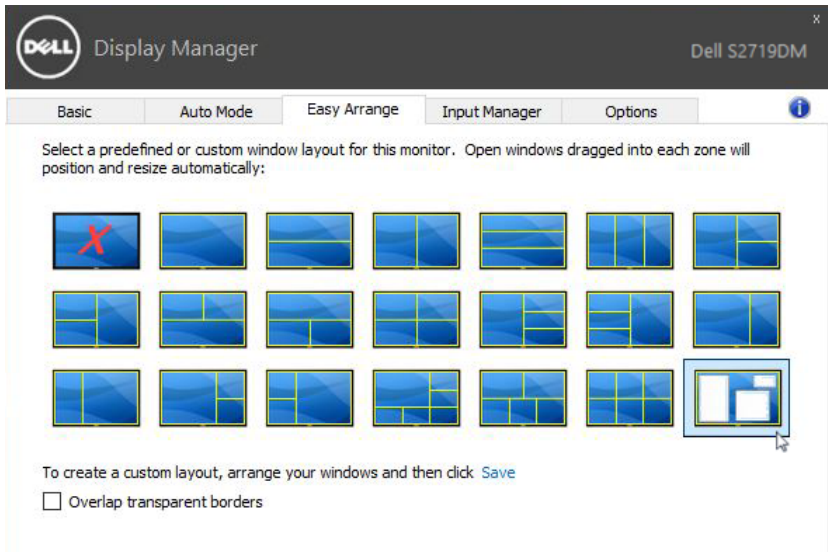 x
DELL
Display Manager
Dell S2719DM
Basic Auto Mode Easy Arrange Input Manager Options
i
Select a predefined or custom window layout for this monitor. Open windows dragged into each zone will
position and resize automatically:
X
To create a custom layout, arrange your windows and then click Save
Overlap transparent borders